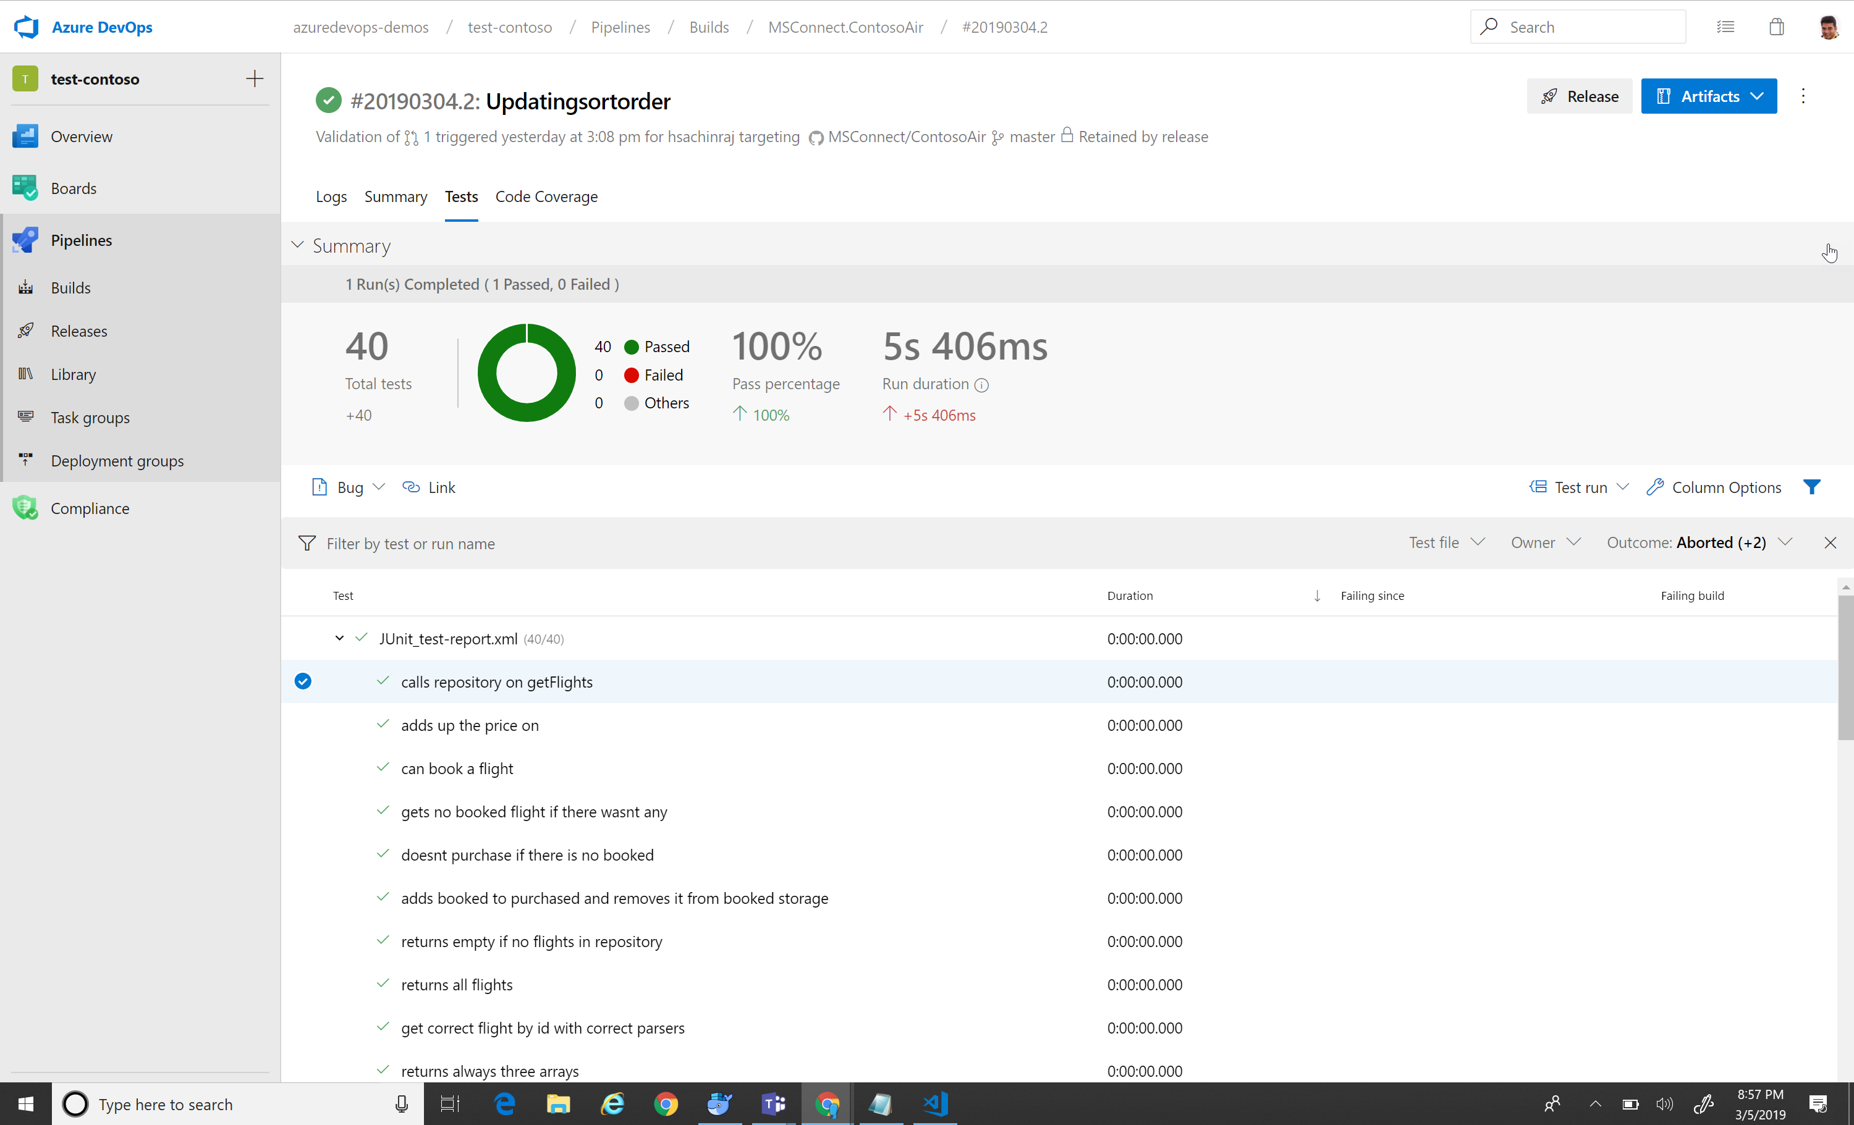 Azure DevOps
azuredevops-demos / test-contoso / Pipelines / Builds / MSConnect.ContosoAir / #20190304.2
Search
T test-contoso
Overview
Boards
Pipelines
Builds
Releases
Library
Task groups
Deployment groups
Compliance
#20190304.2: Updatingsortorder
Release
Artifacts
Validation of 1 triggered yesterday at 3:08 pm for hsachinraj targeting MSConnect/ContosoAir master Retained by release
Logs Summary Tests Code Coverage
Summary
1 Run(s) Completed ( 1 Passed, 0 Failed )
40
Total tests
+40
40 Passed
0 Failed
0 Others
100%
Pass percentage
100%
5s 406ms
Run duration
+5s 406ms
Bug Link
Test run Column Options
Filter by test or run name
Test file Owner Outcome: Aborted (+2)
Test Duration Failing since Failing build
JUnit_test-report.xml (40/40) 0:00:00.000
calls repository on getFlights 0:00:00.000
adds up the price on 0:00:00.000
can book a flight 0:00:00.000
gets no booked flight if there wasnt any 0:00:00.000
doesnt purchase if there is no booked 0:00:00.000
adds booked to purchased and removes it from booked storage 0:00:00.000
returns empty if no flights in repository 0:00:00.000
returns all flights 0:00:00.000
get correct flight by id with correct parsers 0:00:00.000
returns always three arrays 0:00:00.000
Type here to search
8:57 PM
3/5/2019